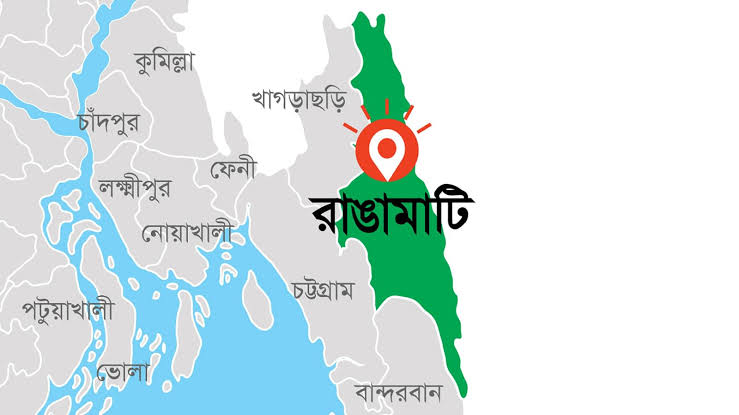 কুমিল্লা
খাগড়াছড়ি
চাঁদপুর
ফেনী
লক্ষ্মীপুর
রাঙামাটি
নোয়াখালী
চট্টগ্রাম
পটুয়াখালী
ভোলা
বান্দরবান